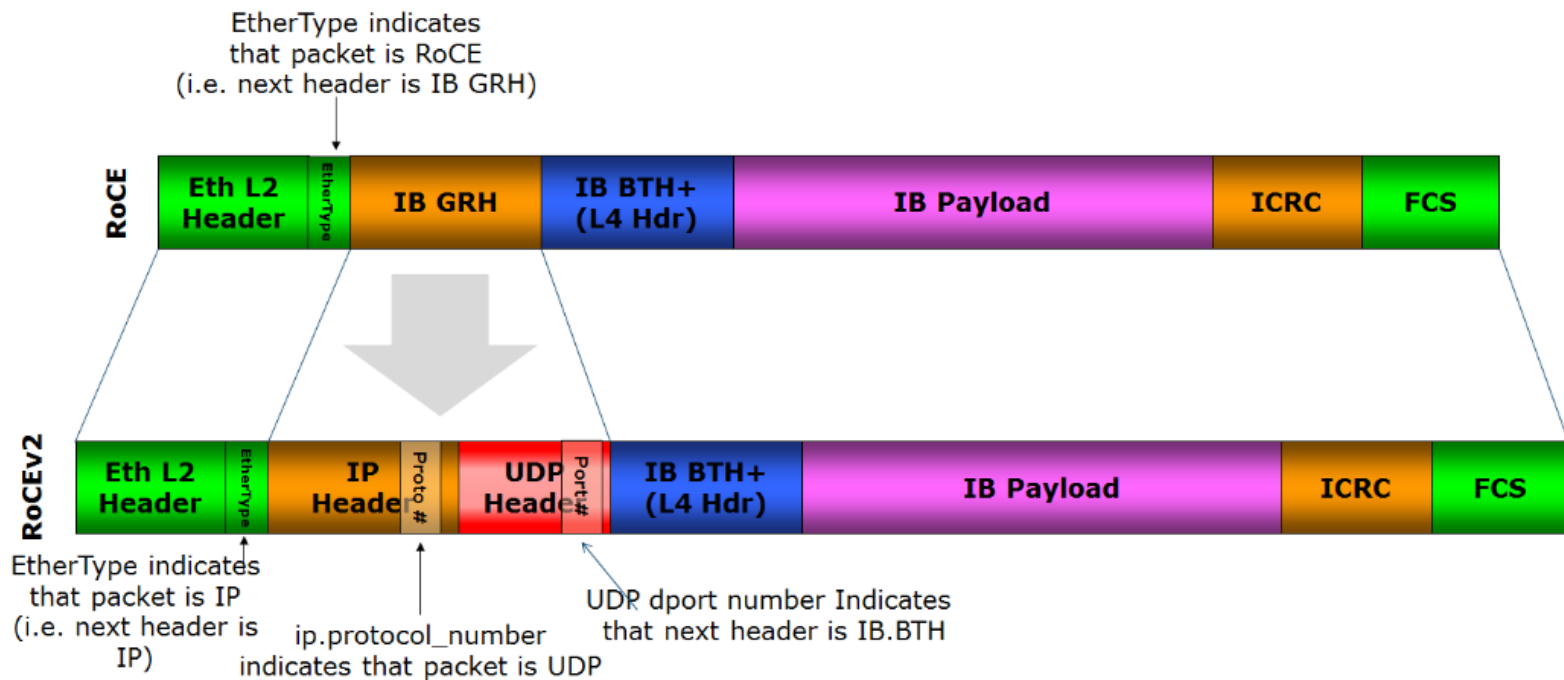 EtherType indicates
that packet is RoCE
(i.e. next header is IB GRH)
RoCE
Eth L2
Header
EtherType
IB GRH
IB BTH+
(L4 Hdr)
IB Payload
ICRC
FCS
RoCEv2
Eth L2
Header
EtherType
IP
Header
Proto #
UDP
Header
Port #
IB BTH+
(L4 Hdr)
IB Payload
ICRC
FCS
EtherType indicates
that packet is IP
(i.e. next header is
IP)
ip.protocol_number
indicates that packet is UDP
UDP dport number Indicates
that next header is IB.BTH